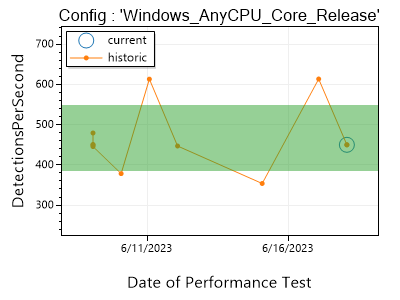 Config : 'Windows_AnyCPU_Core_Release'
current
historic
DetectionsPerSecond
700
600
500
400
300
6/11/2023
6/16/2023
Date of Performance Test